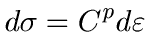 dσ = C^p dε